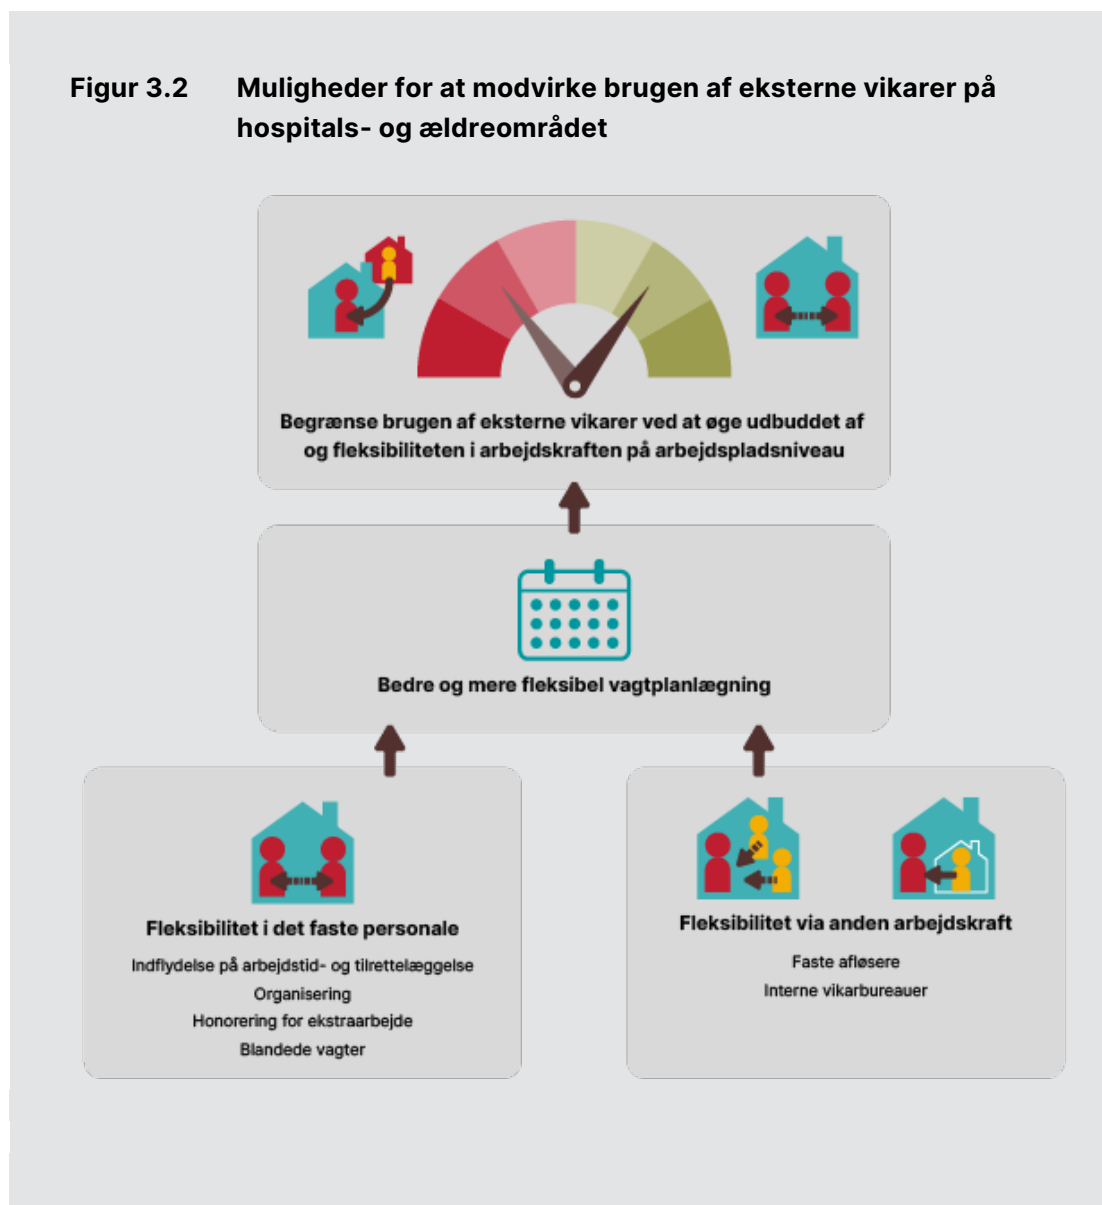 Figur 3.2 Muligheder for at modvirke brugen af eksterne vikarer på
hospitals- og ældreområdet
Begrænse brugen af eksterne vikarer ved at øge udbuddet af
og fleksibiliteten i arbejdskraften på arbejdspladsniveau
Bedre og mere fleksibel vagtplanlægning
Fleksibilitet i det faste personale
Indflydelse på arbejdstid- og tilrettelæggelse
Organisering
Honorering for ekstraarbejde
Blandede vagter
Fleksibilitet via anden arbejdskraft
Faste afløsere
Interne vikarbureauer